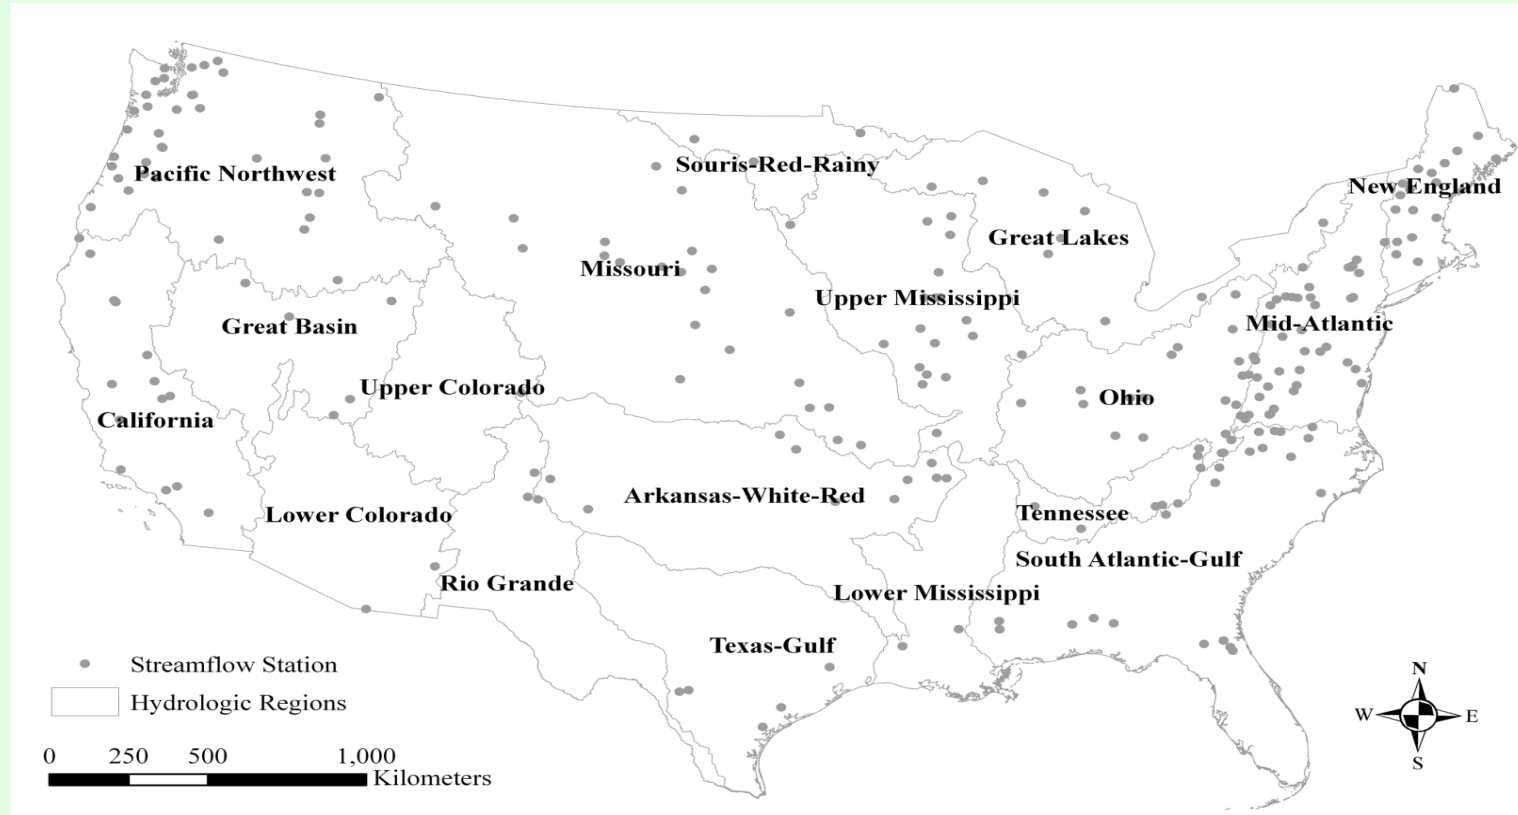 Souris-Red-Rainy
Pacific Northwest
New England
Great Lakes
Missouri
Upper Mississippi
Great Basin
Mid-Atlantic
Upper Colorado
Ohio
California
Arkansas-White-Red
Lower Colorado
Tennessee
South Atlantic-Gulf
Rio Grande
Lower Mississippi
Texas-Gulf
Streamflow Station
Hydrologic Regions
0 250 500 1,000
Kilometers
N
W E
S